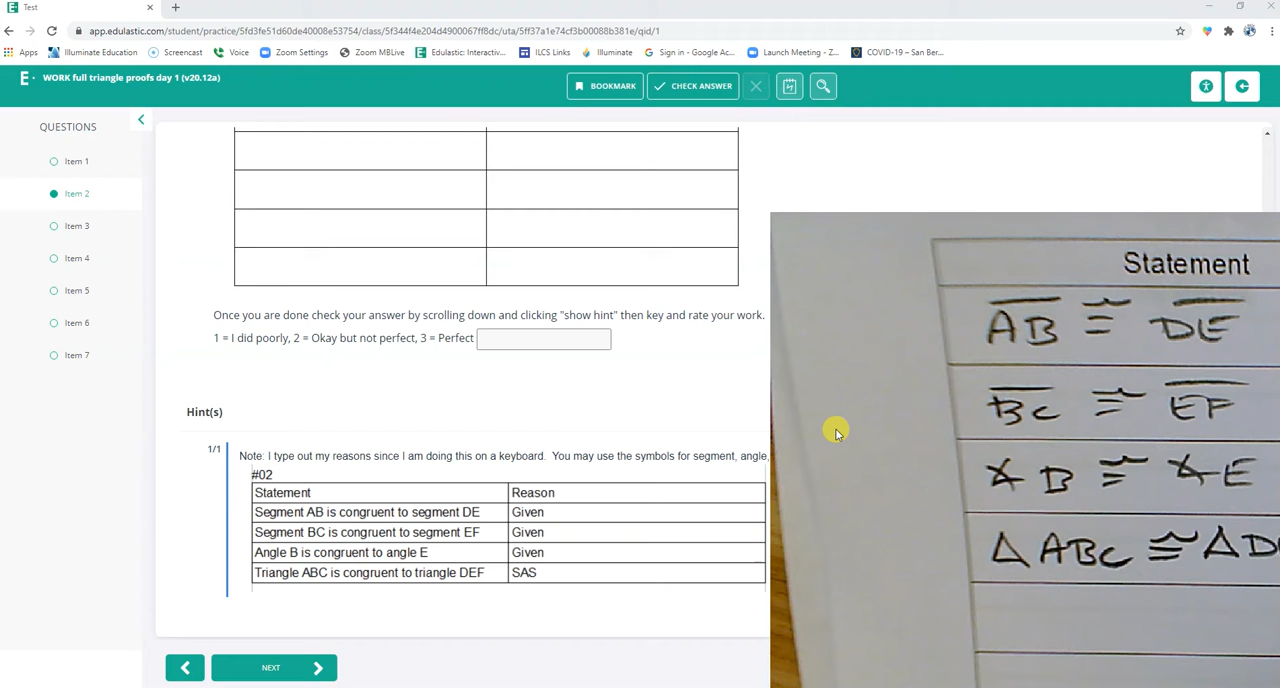 Test
app.edulastic.com/student/practice/5fd3fe51d60de40008e53754/class/5f344f4e204d4900067ff8dc/uta/5ff37a1e74cf3b00088b381e/qid/1
Apps Illuminate Education Screencast Voice Zoom Settings Zoom MBLive Edulastic: Interactiv... ILCS Links Illuminate Sign in - Google Ac... Launch Meeting - Z... COVID-19 – San Ber...
E WORK full triangle proofs day 1 (v20.12a)
BOOKMARK CHECK ANSWER
QUESTIONS
Item 1
Item 2
Item 3
Item 4
Item 5
Item 6
Item 7
Once you are done check your answer by scrolling down and clicking "show hint" then key and rate your work.
1 = I did poorly, 2 = Okay but not perfect, 3 = Perfect
Hint(s)
1/1
Note: I type out my reasons since I am doing this on a keyboard. You may use the symbols for segment, angle,
#02
Statement Reason
Segment AB is congruent to segment DE Given
Segment BC is congruent to segment EF Given
Angle B is congruent to angle E Given
Triangle ABC is congruent to triangle DEF SAS
NEXT
Statement
AB ≅ DE
BC ≅ EF
∡ B ≅ ∡ E
△ ABC ≅ △ D